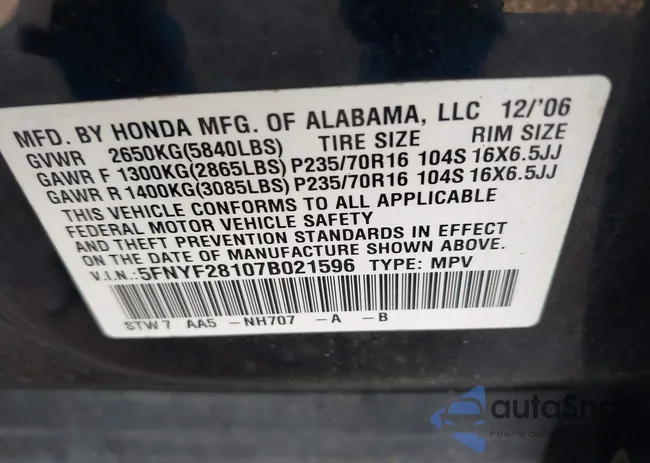 MFD. BY HONDA MFG. OF ALABAMA, LLC 12/'06
GVWR 2650KG(5840LBS) TIRE SIZE RIM SIZE
GAWR F 1300KG(2865LBS) P235/70R16 104S 16X6.5JJ
GAWR R 1400KG(3085LBS) P235/70R16 104S 16X6.5JJ
THIS VEHICLE CONFORMS TO ALL APPLICABLE
FEDERAL MOTOR VEHICLE SAFETY
AND THEFT PREVENTION STANDARDS IN EFFECT
ON THE DATE OF MANUFACTURE SHOWN ABOVE.
V.I.N.: 5FNYF28107B021596 TYPE: MPV
STW7 AA5 -NH707 -A -B
autaSna
Pewne auto